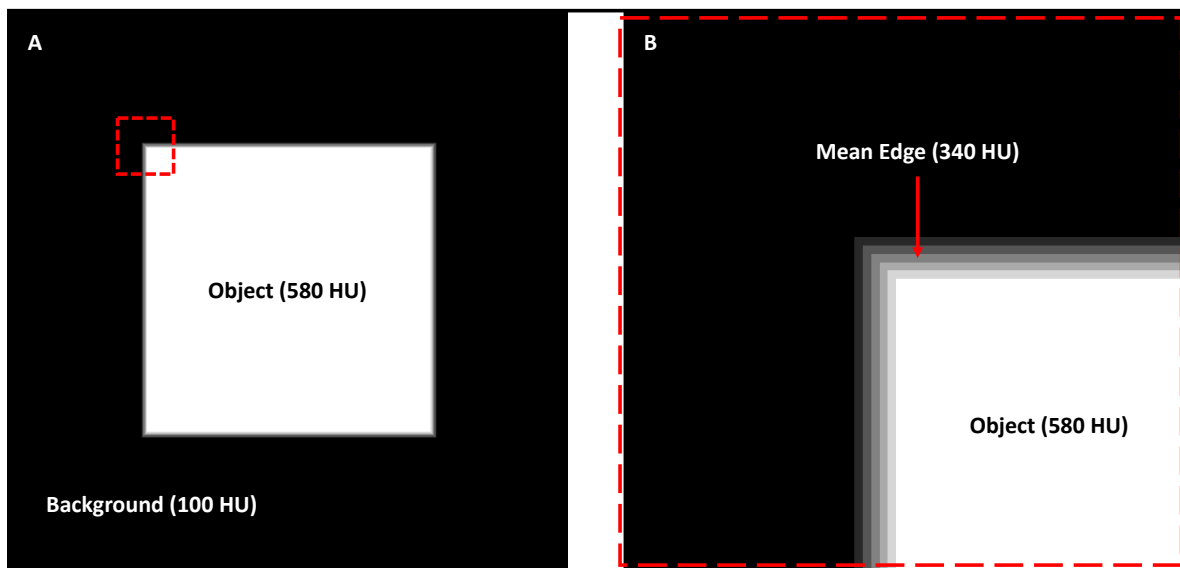 A
Object (580 HU)
Background (100 HU)
B
Mean Edge (340 HU)
Object (580 HU)